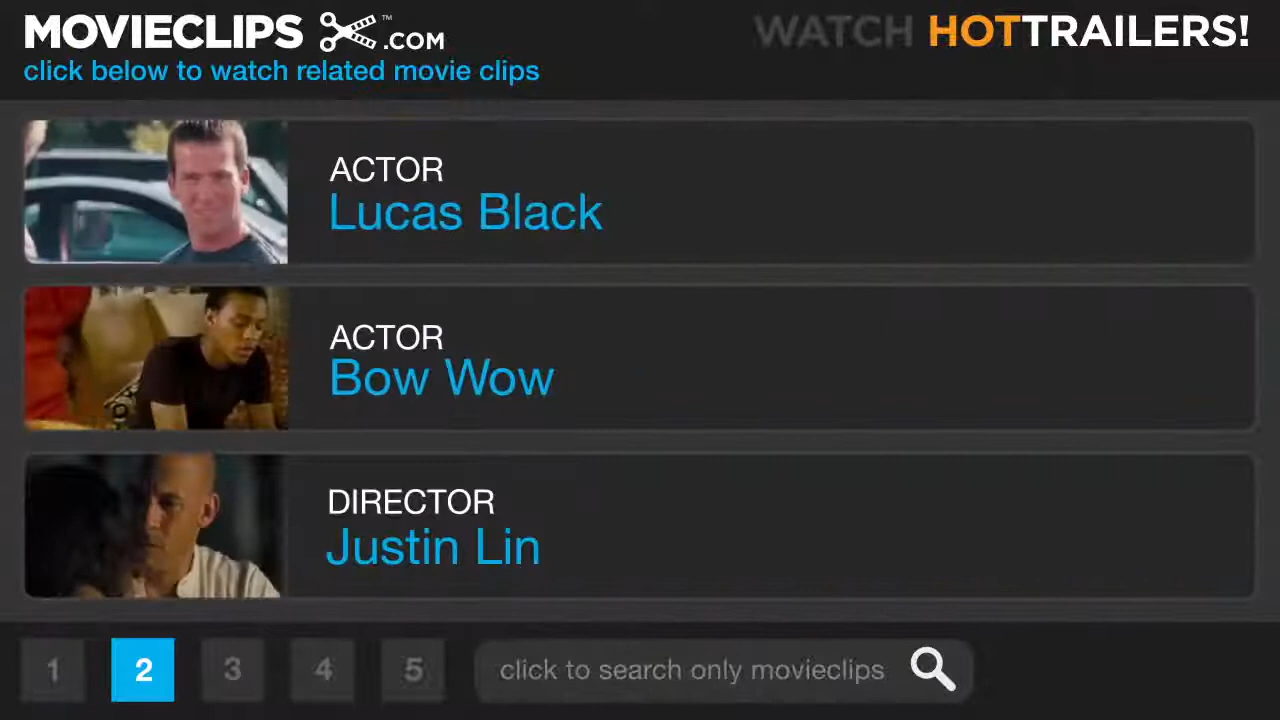 MOVIECLIPS ™ .COM
WATCH HOTTRAILERS!
click below to watch related movie clips
ACTOR
Lucas Black
ACTOR
Bow Wow
DIRECTOR
Justin Lin
1 2 3 4 5 click to search only movieclips